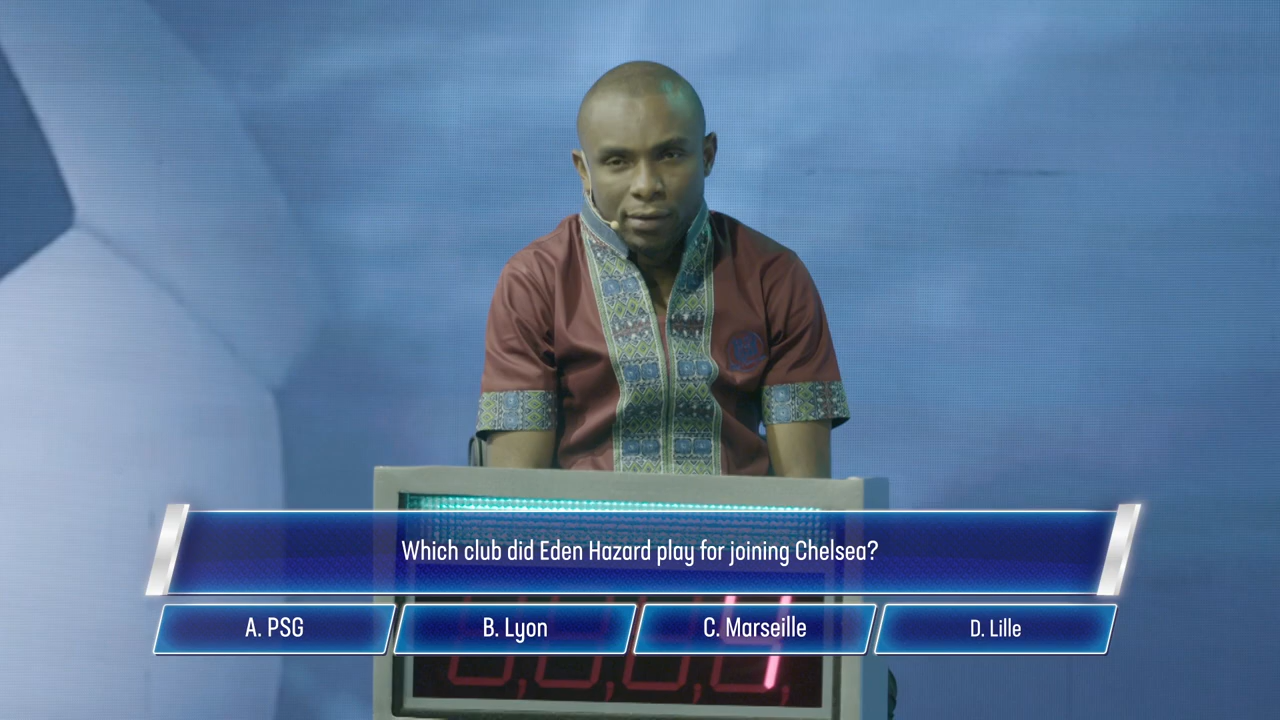 Which club did Eden Hazard play for joining Chelsea?
A. PSG
B. Lyon
C. Marseille
D. Lille